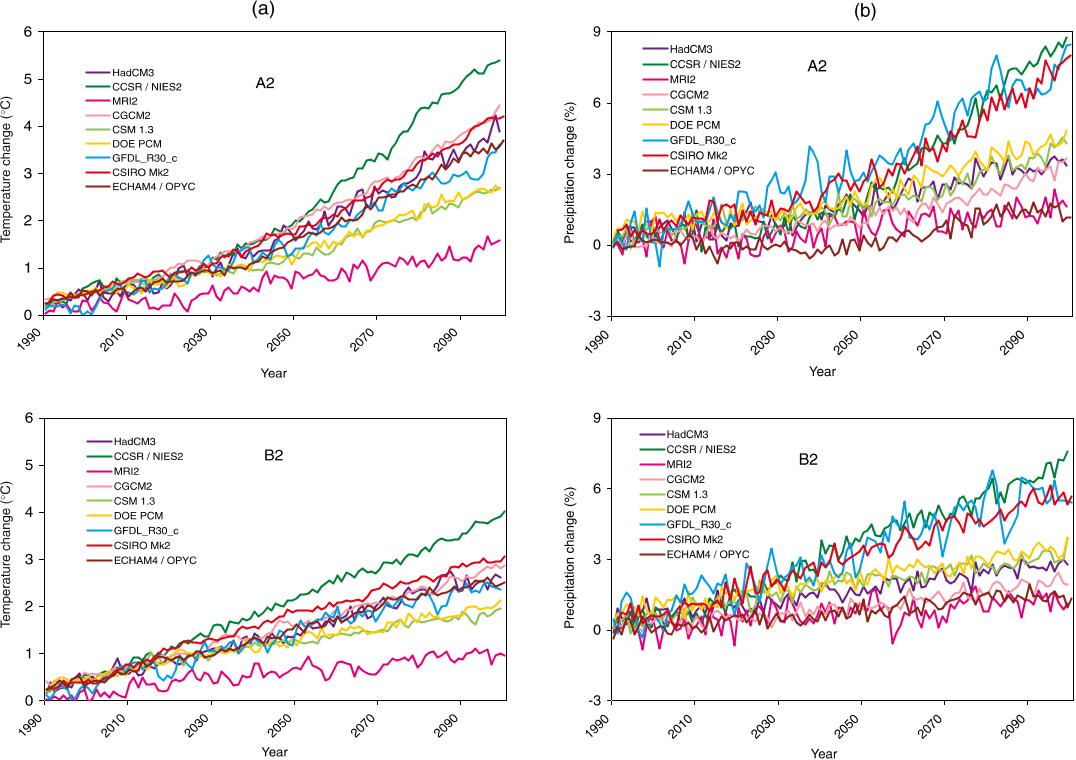 (a)
6
5
4
3
2
1
0
Temperature change (°C)
A2
HadCM3
CCSR / NIES2
MRI2
CGCM2
CSM 1.3
DOE PCM
GFDL_R30_c
CSIRO Mk2
ECHAM4 / OPYC
1990
2010
2030
2050
2070
2090
Year
(b)
9
6
3
0
-3
Precipitation change (%)
A2
HadCM3
CCSR / NIES2
MRI2
CGCM2
CSM 1.3
DOE PCM
GFDL_R30_c
CSIRO Mk2
ECHAM4 / OPYC
1990
2010
2030
2050
2070
2090
Year
6
5
4
3
2
1
0
Temperature change (°C)
B2
HadCM3
CCSR / NIES2
MRI2
CGCM2
CSM 1.3
DOE PCM
GFDL_R30_c
CSIRO Mk2
ECHAM4 / OPYC
1990
2010
2030
2050
2070
2090
Year
9
6
3
0
-3
Precipitation change (%)
B2
HadCM3
CCSR / NIES2
MRI2
CGCM2
CSM 1.3
DOE PCM
GFDL_R30_c
CSIRO Mk2
ECHAM4 / OPYC
1990
2010
2030
2050
2070
2090
Year